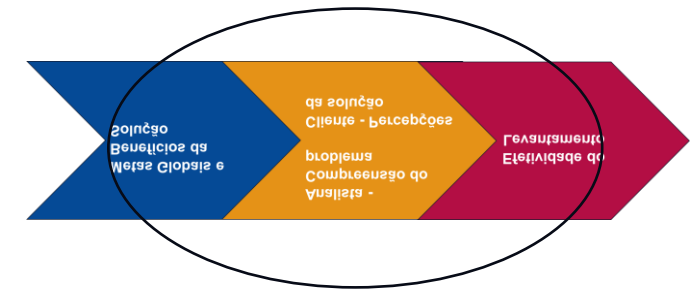 Metas Globais e
Benefícios da
Solução
Analista -
Compreensão do
problema
Cliente - Percepções
da solução
Efetividade do
Levantamento